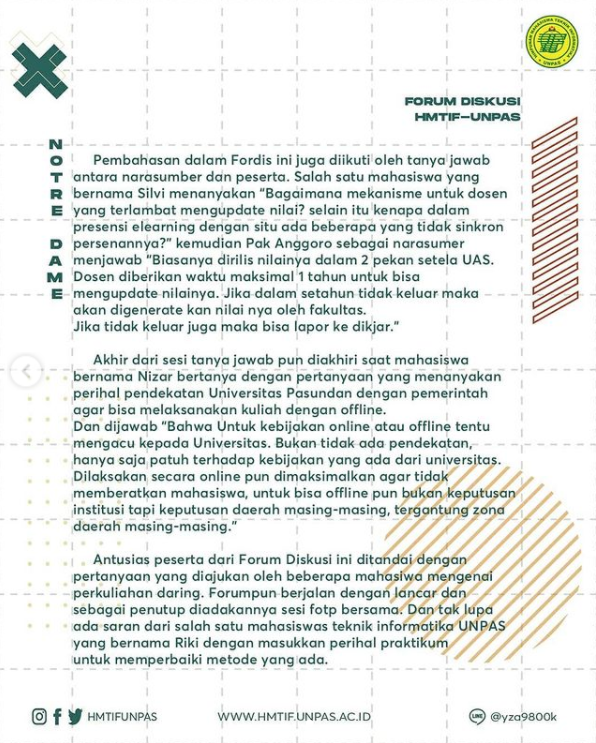 FORUM DISKUSI
HMTIF-UNPAS
NOTRE DAME
Pembahasan dalam Fordis ini juga diikuti oleh tanya jawab
antara narasumber dan peserta. Salah satu mahasiswa yang
bernama Silvi menanyakan "Bagaimana mekanisme untuk dosen
yang terlambat mengupdate nilai? selain itu kenapa dalam
presensi elearning dengan situ ada beberapa yang tidak sinkron
persenannya?" kemudian Pak Anggoro sebagai narasumer
menjawab "Biasanya dirilis nilainya dalam 2 pekan setela UAS.
Dosen diberikan waktu maksimal 1 tahun untuk bisa
mengupdate nilainya. Jika dalam setahun tidak keluar maka
akan digenerate kan nilai nya oleh fakultas.
Jika tidak keluar juga maka bisa lapor ke dikjar."
Akhir dari sesi tanya jawab pun diakhiri saat mahasiswa
bernama Nizar bertanya dengan pertanyaan yang menanyakan
perihal pendekatan Universitas Pasundan dengan pemerintah
agar bisa melaksanakan kuliah dengan offline.
Dan dijawab "Bahwa Untuk kebijakan online atau offline tentu
mengacu kepada Universitas. Bukan tidak ada pendekatan,
hanya saja patuh terhadap kebijakan yang ada dari universitas.
Dilaksakan secara online pun dimaksimalkan agar tidak
memberatkan mahasiswa, untuk bisa offline pun bukan keputusan
institusi tapi keputusan daerah masing-masing, tergantung zona
daerah masing-masing."
Antusias peserta dari Forum Diskusi ini ditandai dengan
pertanyaan yang diajukan oleh beberapa mahasiwa mengenai
perkuliahan daring. Forumpun berjalan dengan lancar dan
sebagai penutup diadakannya sesi fotp bersama. Dan tak lupa
ada saran dari salah satu mahasiswas teknik informatika UNPAS
yang bernama Riki dengan masukkan perihal praktikum
untuk memperbaiki metode yang ada.
HMTIFUNPAS
WWW.HMTIF.UNPAS.AC.ID
@yza9800k